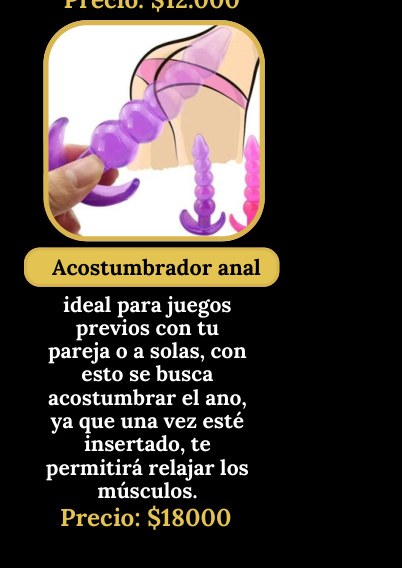 Precio: $12.000
Acostumbrador anal
ideal para juegos
previos con tu
pareja o a solas, con
esto se busca
acostumbrar el ano,
ya que una vez esté
insertado, te
permitirá relajar los
músculos.
Precio: $18000